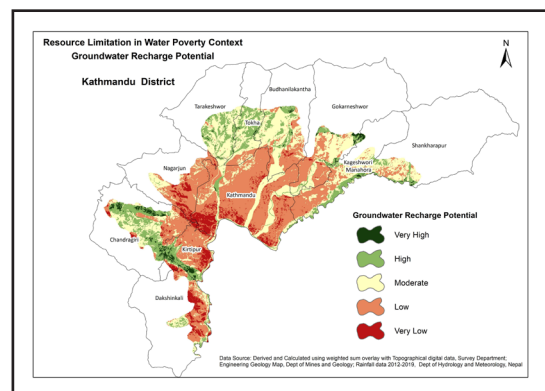 Resource Limitation in Water Poverty Context
Groundwater Recharge Potential
Kathmandu District
N
Budhanilakantha
Tarakeshwor
Gokarneshwor
Tokha
Shankharapur
Kageshwori
Manohora
Nagarjun
Kathmandu
Chandragiri
Kirtipur
Dakshinkali
Groundwater Recharge Potential
Very High
High
Moderate
Low
Very Low
Data Source: Derived and Calculated using weighted sum overlay with Topographical digital data, Survey Department;
Engineering Geology Map, Dept of Mines and Geology; Rainfall data 2012-2019, Dept of Hydrology and Meteorology, Nepal